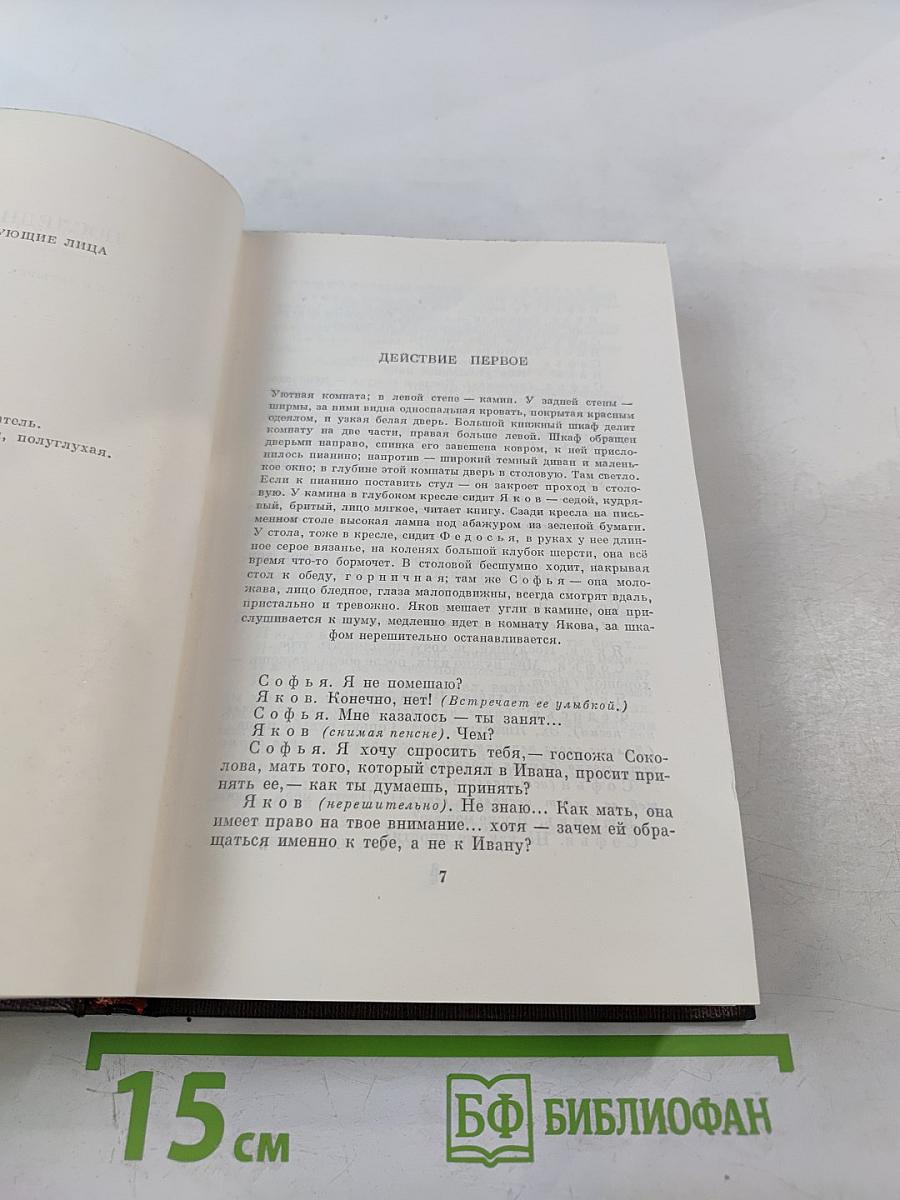 УЮЩИЕ ЛИЦА
атель.
, полуглухая.
ДЕЙСТВИЕ ПЕРВОЕ
Уютная комната; в левой стене — камин. У задней стены —
ширмы, за ними видна односпальная кровать, покрытая красным
одеялом, и узкая белая дверь. Большой книжный шкаф делит
комнату на две части, правая больше левой. Шкаф обращен
дверьми направо, спинка его завешена ковром, к ней присло-
нилось пианино; напротив — широкий темный диван и малень-
кое окно; в глубине этой комнаты дверь в столовую. Там светло.
Если к пианино поставить стул — он закроет проход в столо-
вую. У камина в глубоком кресле сидит Яков — седой, кудря-
вый, бритый, лицо мягкое, читает книгу. Сзади кресла на пись-
менном столе высокая лампа под абажуром из зеленой бумаги.
У стола, тоже в кресле, сидит Федосья, в руках у нее длин-
ное серое вязанье, на коленях большой клубок шерсти, она всё
время что-то бормочет. В столовой бесшумно ходит, накрывая
стол к обеду, горничная; там же Софья — она моло-
жава, лицо бледное, глаза малоподвижны, всегда смотрят вдаль,
пристально и тревожно. Яков мешает угли в камине, она при-
слушивается к шуму, медленно идет в комнату Якова, за шка-
фом нерешительно останавливается.
Софья. Я не помешаю?
Яков. Конечно, нет! (Встречает ее улыбкой.)
Софья. Мне казалось — ты занят...
Яков (снимая пенсне). Чем?
Софья. Я хочу спросить тебя,— госпожа Соко-
лова, мать того, который стрелял в Ивана, просит при-
нять ее,— как ты думаешь, принять?
Яков (нерешительно). Не знаю... Как мать, она
имеет право на твое внимание... хотя — зачем ей обра-
щаться именно к тебе, а не к Ивану?
7
15 см
БФ БИБЛИОФАН